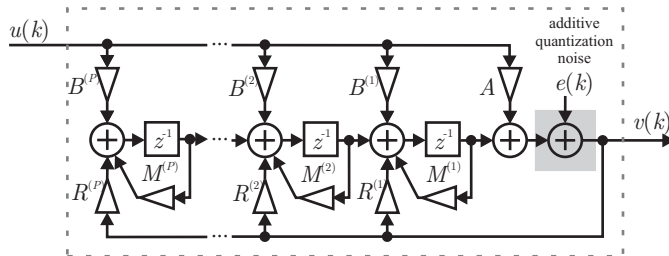 additive
quantization
noise
u(k) ... e(k)
B^(P) B^(2) B^(1) A
v(k)
+ z^-1 ... + z^-1 + z^-1 + +
R^(P) M^(P) R^(2) M^(2) R^(1) M^(1)
...